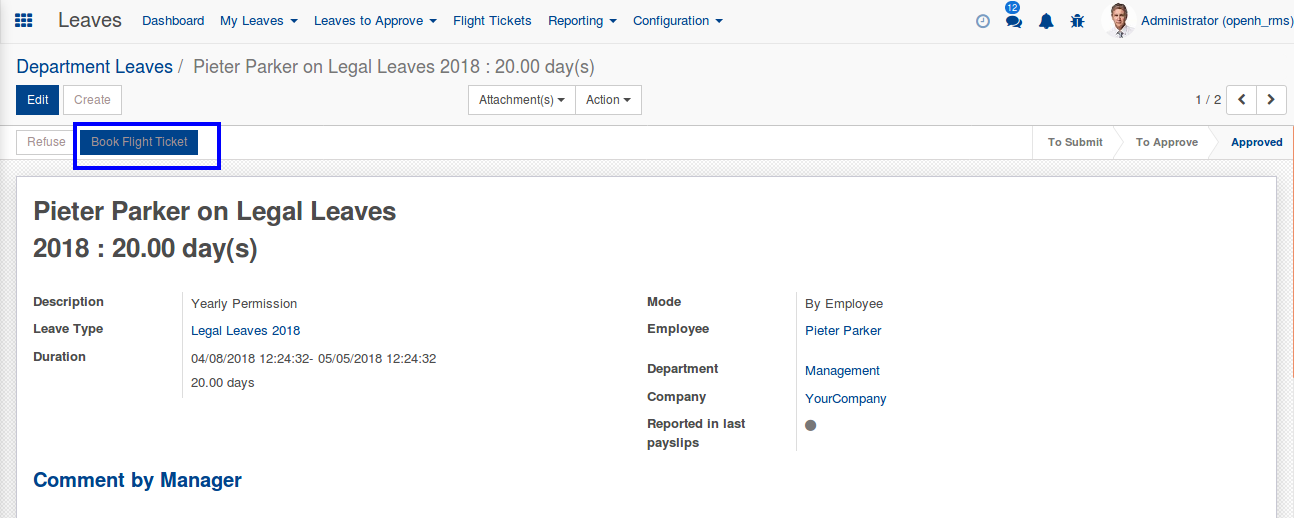 Leaves Dashboard My Leaves Leaves to Approve Flight Tickets Reporting Configuration 12 Administrator (openh_rms)
Department Leaves / Pieter Parker on Legal Leaves 2018 : 20.00 day(s)
Edit Create Attachment(s) Action 1 / 2
Refuse Book Flight Ticket To Submit To Approve Approved
Pieter Parker on Legal Leaves
2018 : 20.00 day(s)
Description Yearly Permission Mode By Employee
Leave Type Legal Leaves 2018 Employee Pieter Parker
Duration 04/08/2018 12:24:32- 05/05/2018 12:24:32
20.00 days
Department Management
Company YourCompany
Reported in last
payslips
Comment by Manager